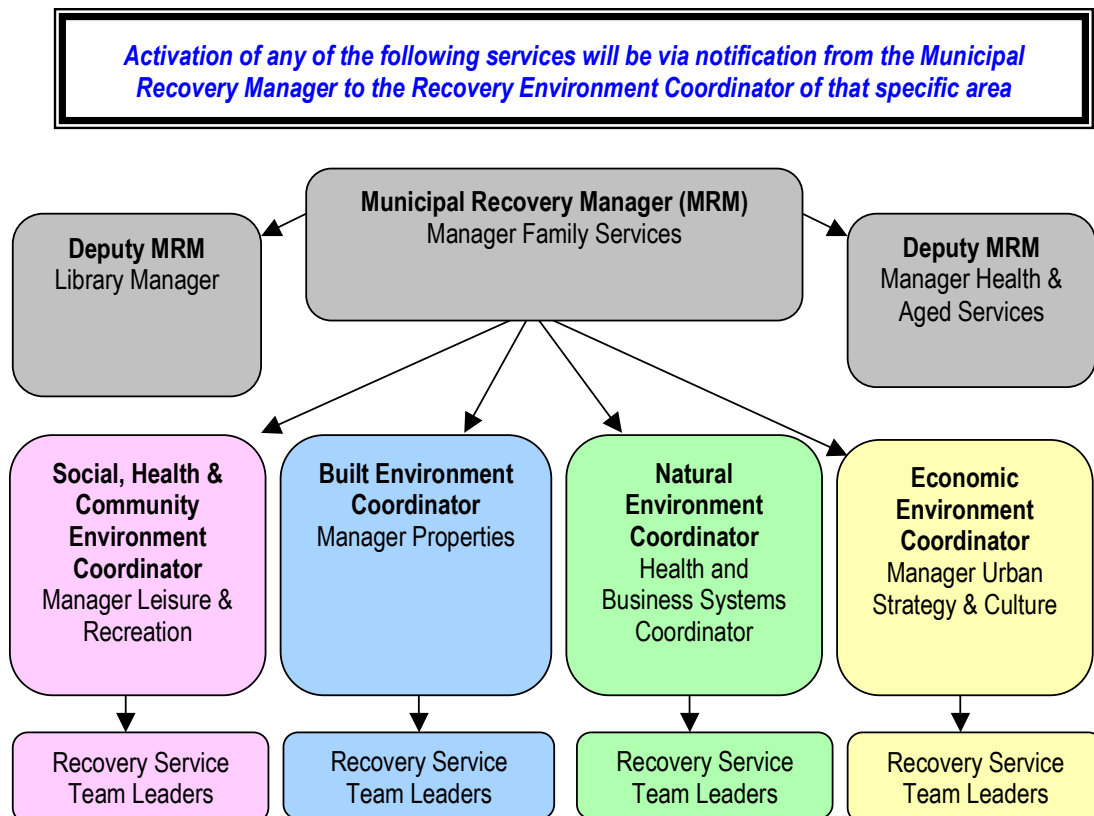 Activation of any of the following services will be via notification from the Municipal
Recovery Manager to the Recovery Environment Coordinator of that specific area
Municipal Recovery Manager (MRM)
Manager Family Services
Deputy MRM
Library Manager
Deputy MRM
Manager Health &
Aged Services
Social, Health &
Community
Environment
Coordinator
Manager Leisure &
Recreation
Built Environment
Coordinator
Manager Properties
Natural
Environment
Coordinator
Health and
Business Systems
Coordinator
Economic
Environment
Coordinator
Manager Urban
Strategy & Culture
Recovery Service
Team Leaders
Recovery Service
Team Leaders
Recovery Service
Team Leaders
Recovery Service
Team Leaders